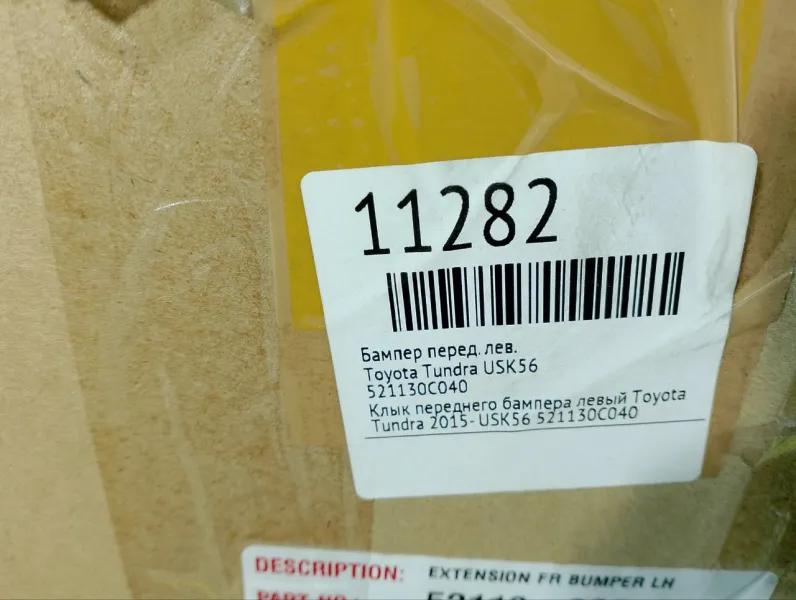 11282
Бампер перед. лев.
Toyota Tundra USK56
521130C040
Клык переднего бампера левый Toyota
Tundra 2015- USK56 521130C040
DESCRIPTION: EXTENSION FR BUMPER LH